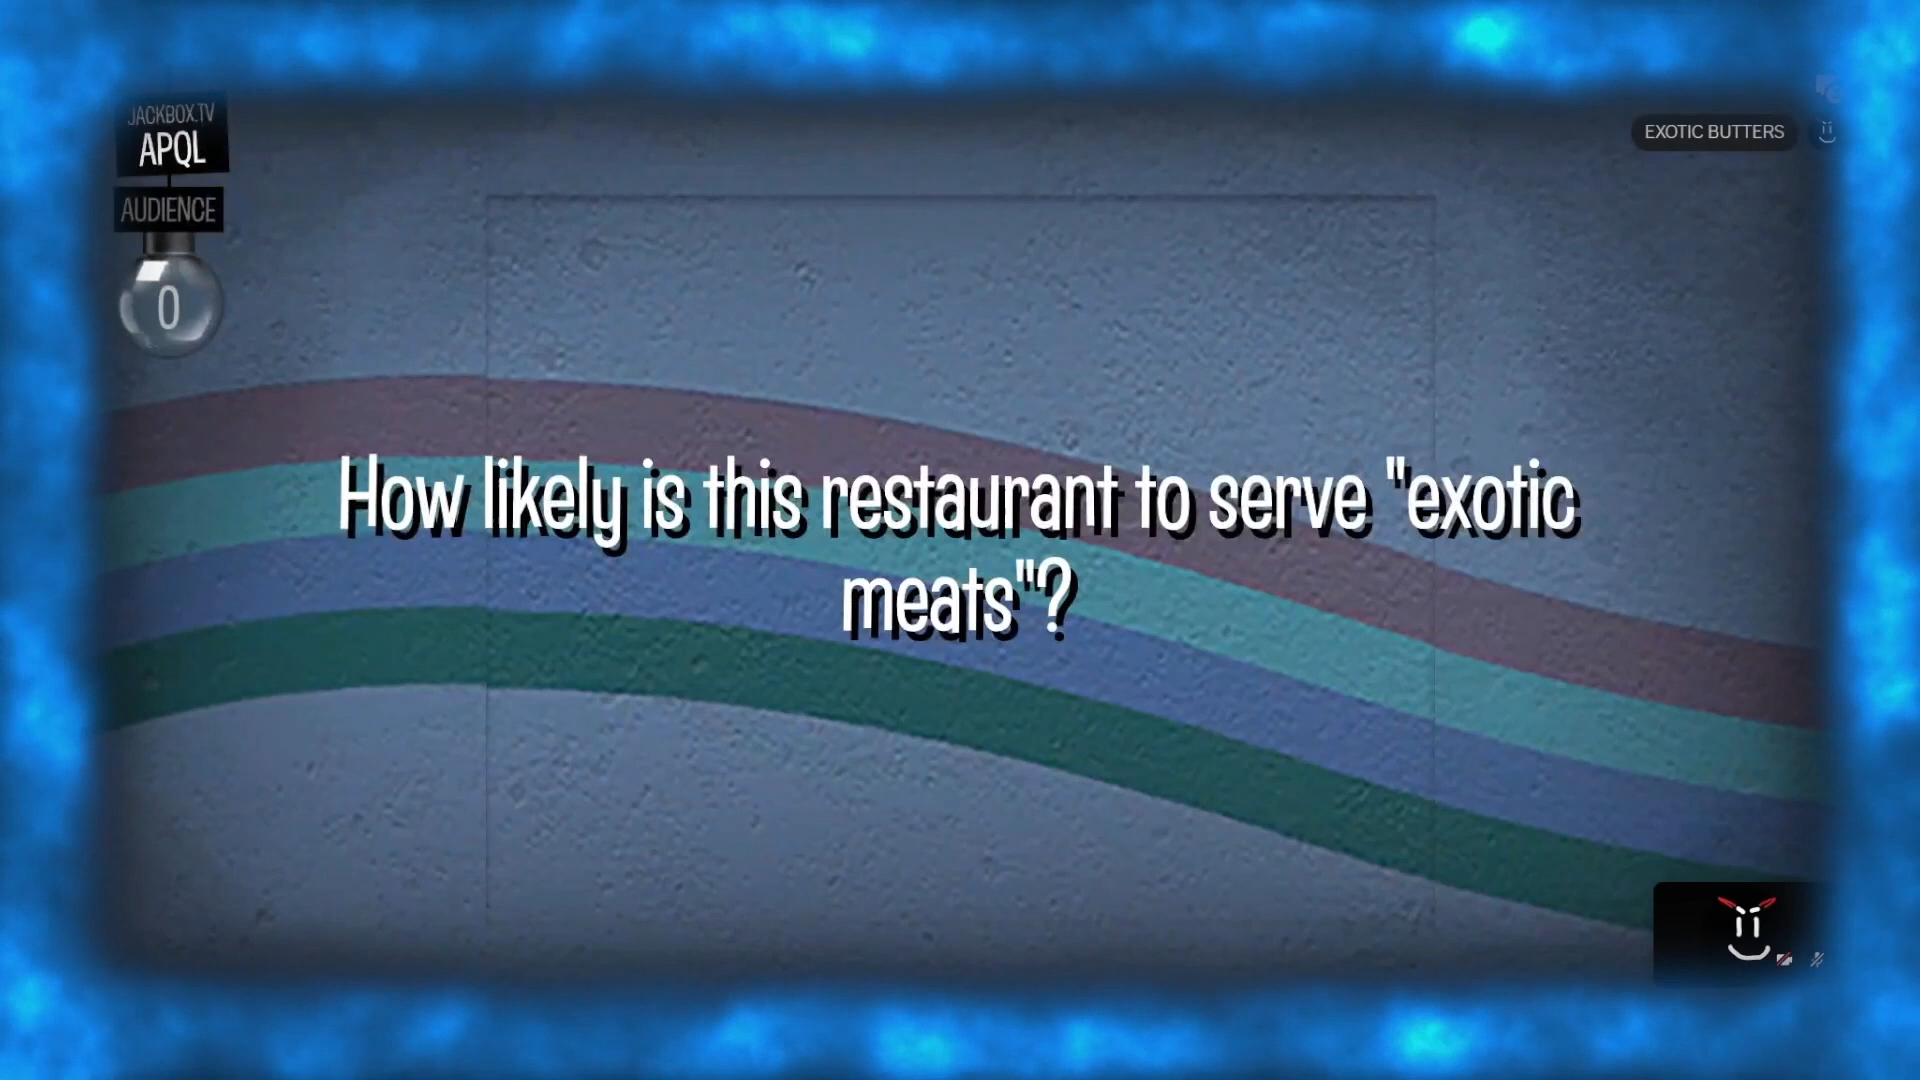 JACKBOX.TV
APQL
AUDIENCE
0
EXOTIC BUTTERS
How likely is this restaurant to serve "exotic
meats"?